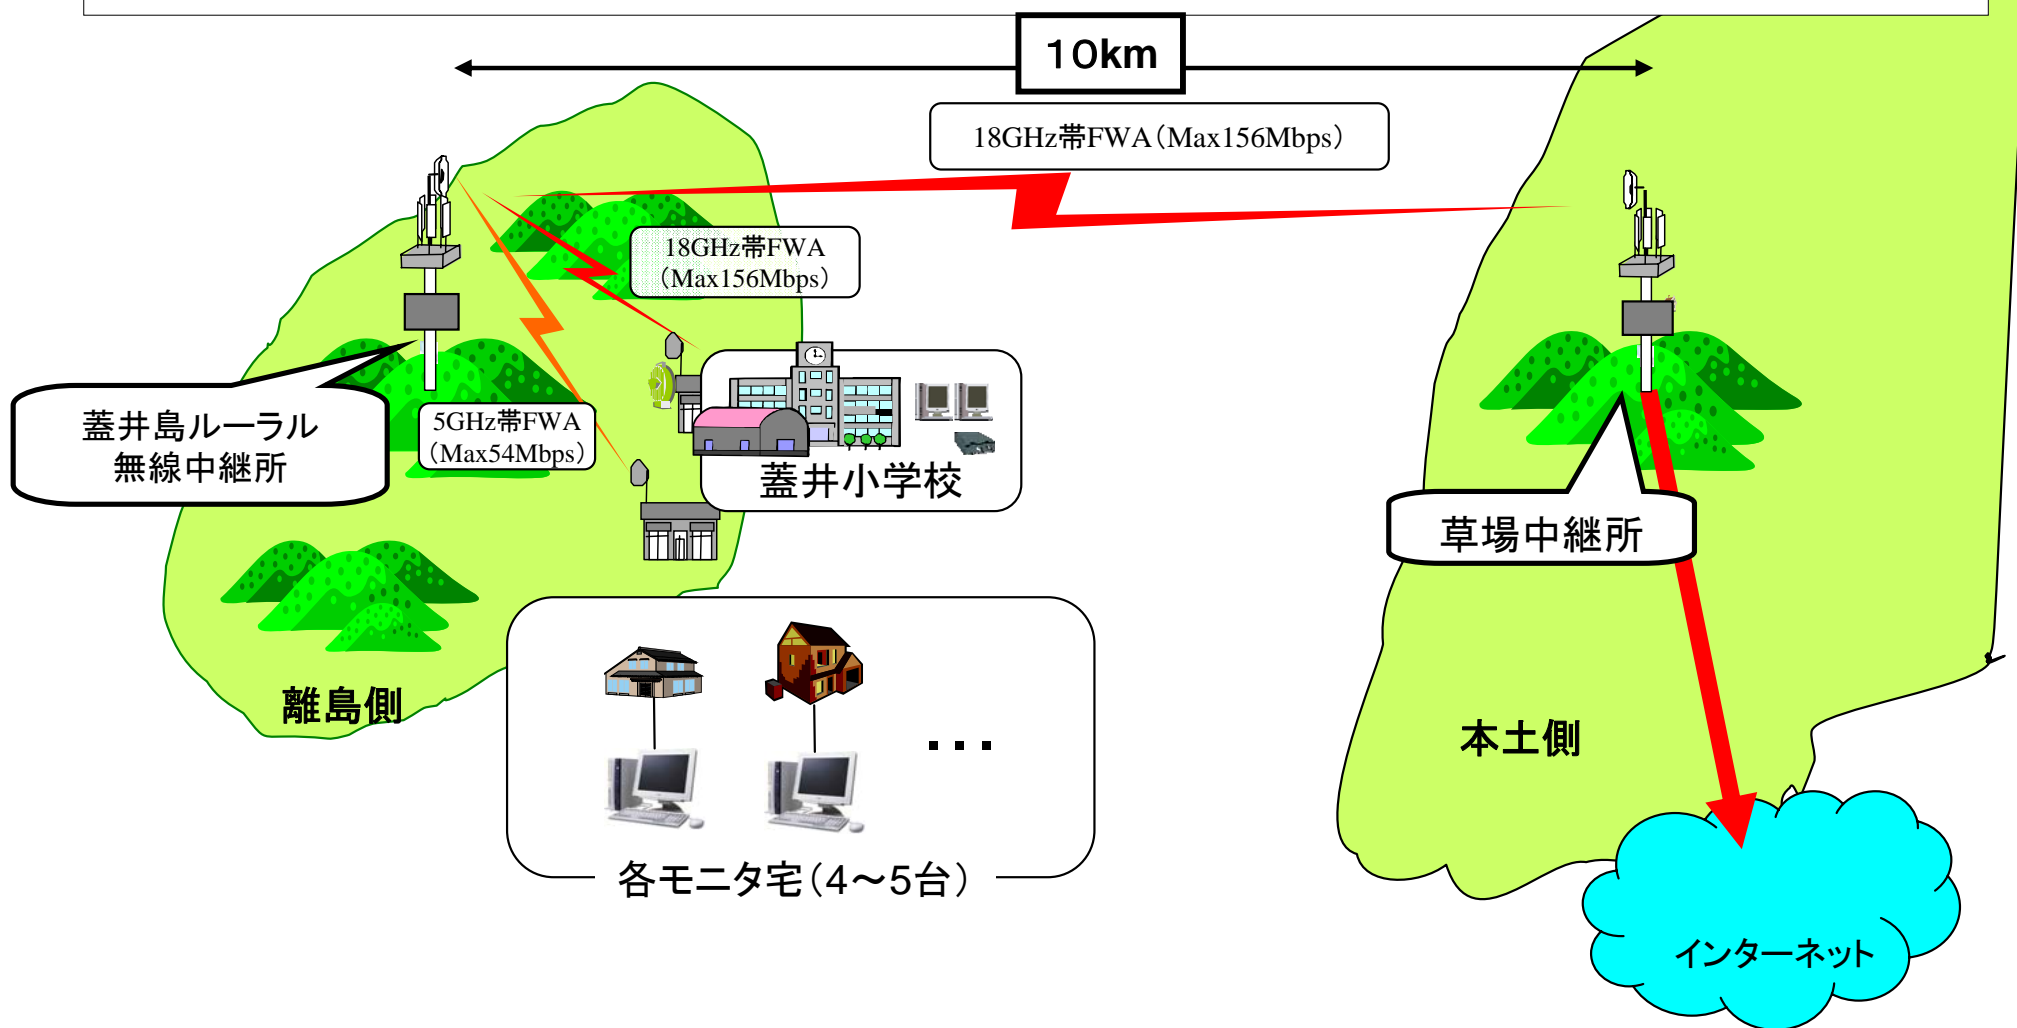 10km
18GHz帯FWA(Max156Mbps)
18GHz帯FWA
(Max156Mbps)
5GHz帯FWA
(Max54Mbps)
蓋井島ルーラル
無線中継所
蓋井小学校
草場中継所
離島側
本土側
・・・
各モニタ宅(4～5台)
インターネット